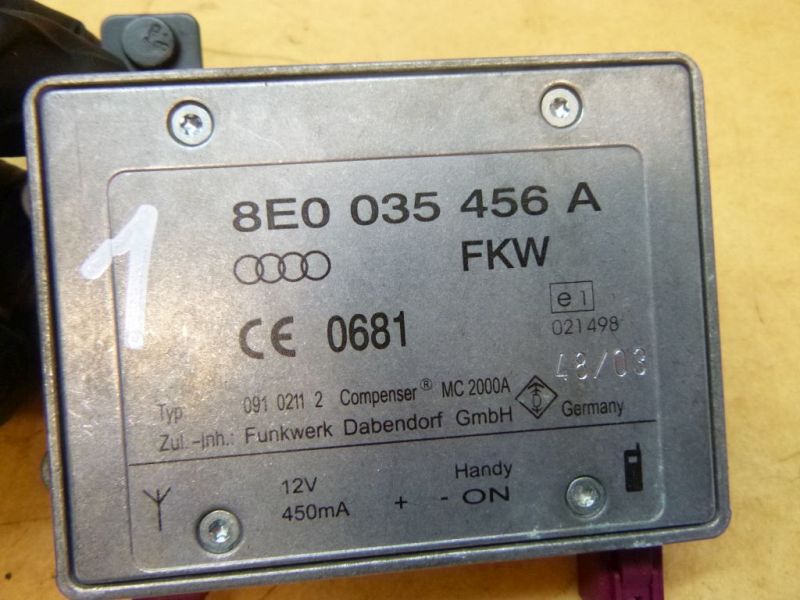 1
8E0 035 456 A
FKW
CE 0681
e1
021498
48/03
Typ 091 0211 2 Compenser® MC 2000A
Zul.-Inh.: Funkwerk Dabendorf GmbH Germany
12V Handy
450mA + - ON